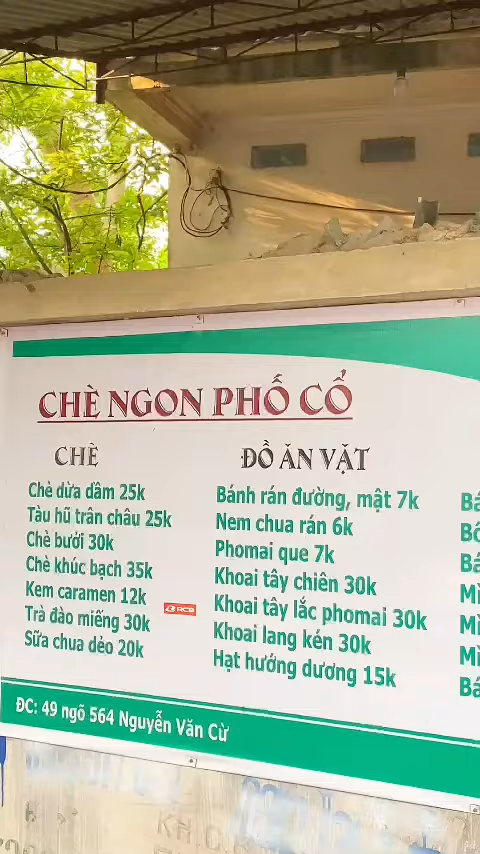 CHÈ NGON PHỐ CỔ
CHÈ
Chè dừa dầm 25k
Tàu hũ trân châu 25k
Chè bưởi 30k
Chè khúc bạch 35k
Kem caramen 12k
Trà đào miếng 30k
Sữa chua dẻo 20k
RCB
ĐỒ ĂN VẶT
Bánh rán đường, mật 7k
Nem chua rán 6k
Phomai que 7k
Khoai tây chiên 30k
Khoai tây lắc phomai 30k
Khoai lang kén 30k
Hạt hướng dương 15k
ĐC: 49 ngõ 564 Nguyễn Văn Cừ